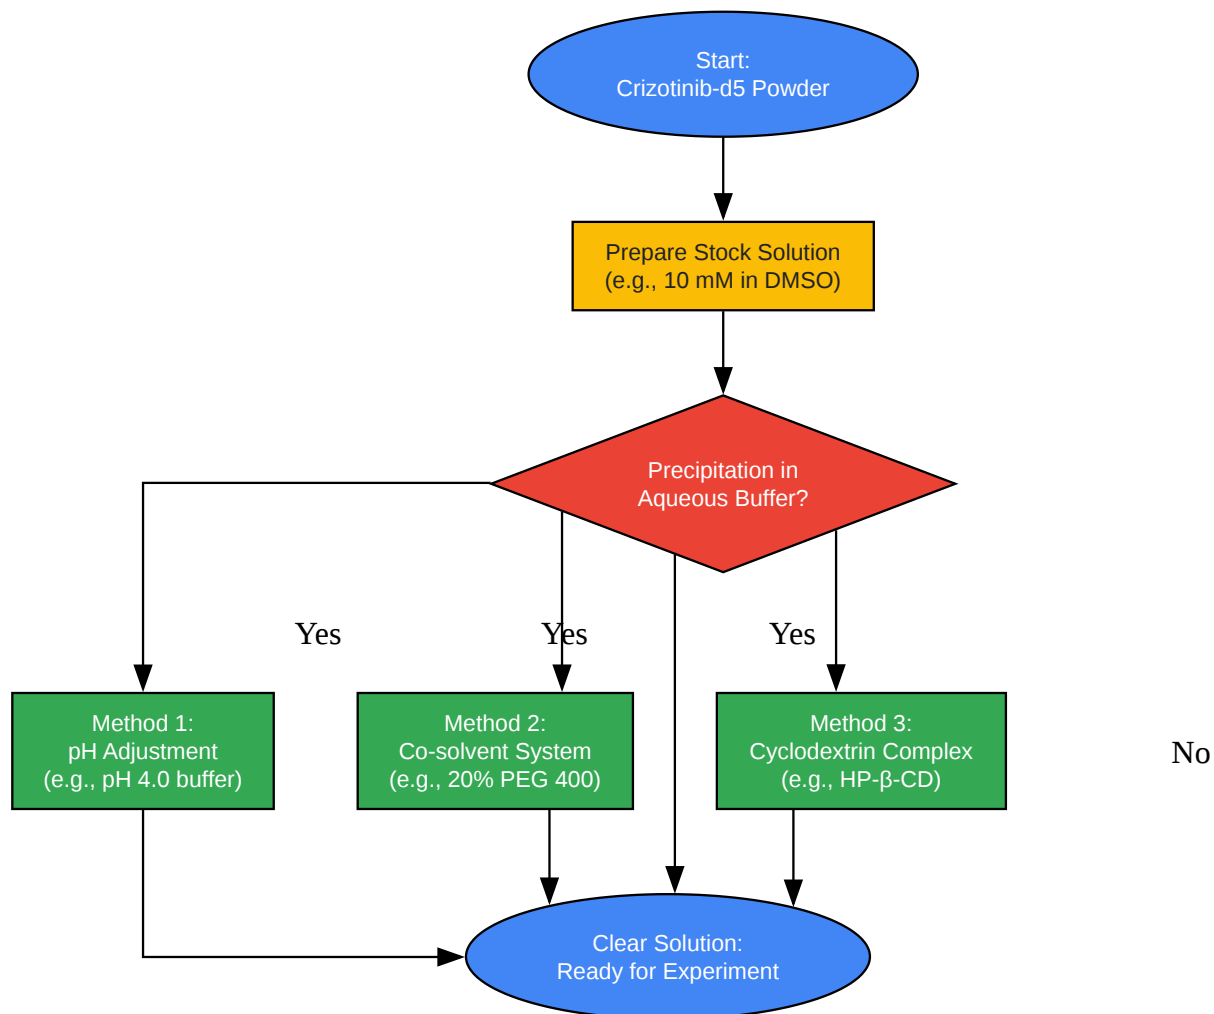 Start:
Crizotinib-d5 Powder
Prepare Stock Solution
(e.g., 10 mM in DMSO)
Precipitation in
Aqueous Buffer?
Yes
Yes
Yes
Method 1:
pH Adjustment
(e.g., pH 4.0 buffer)
Method 2:
Co-solvent System
(e.g., 20% PEG 400)
Method 3:
Cyclodextrin Complex
(e.g., HP-β-CD)
No
Clear Solution:
Ready for Experiment